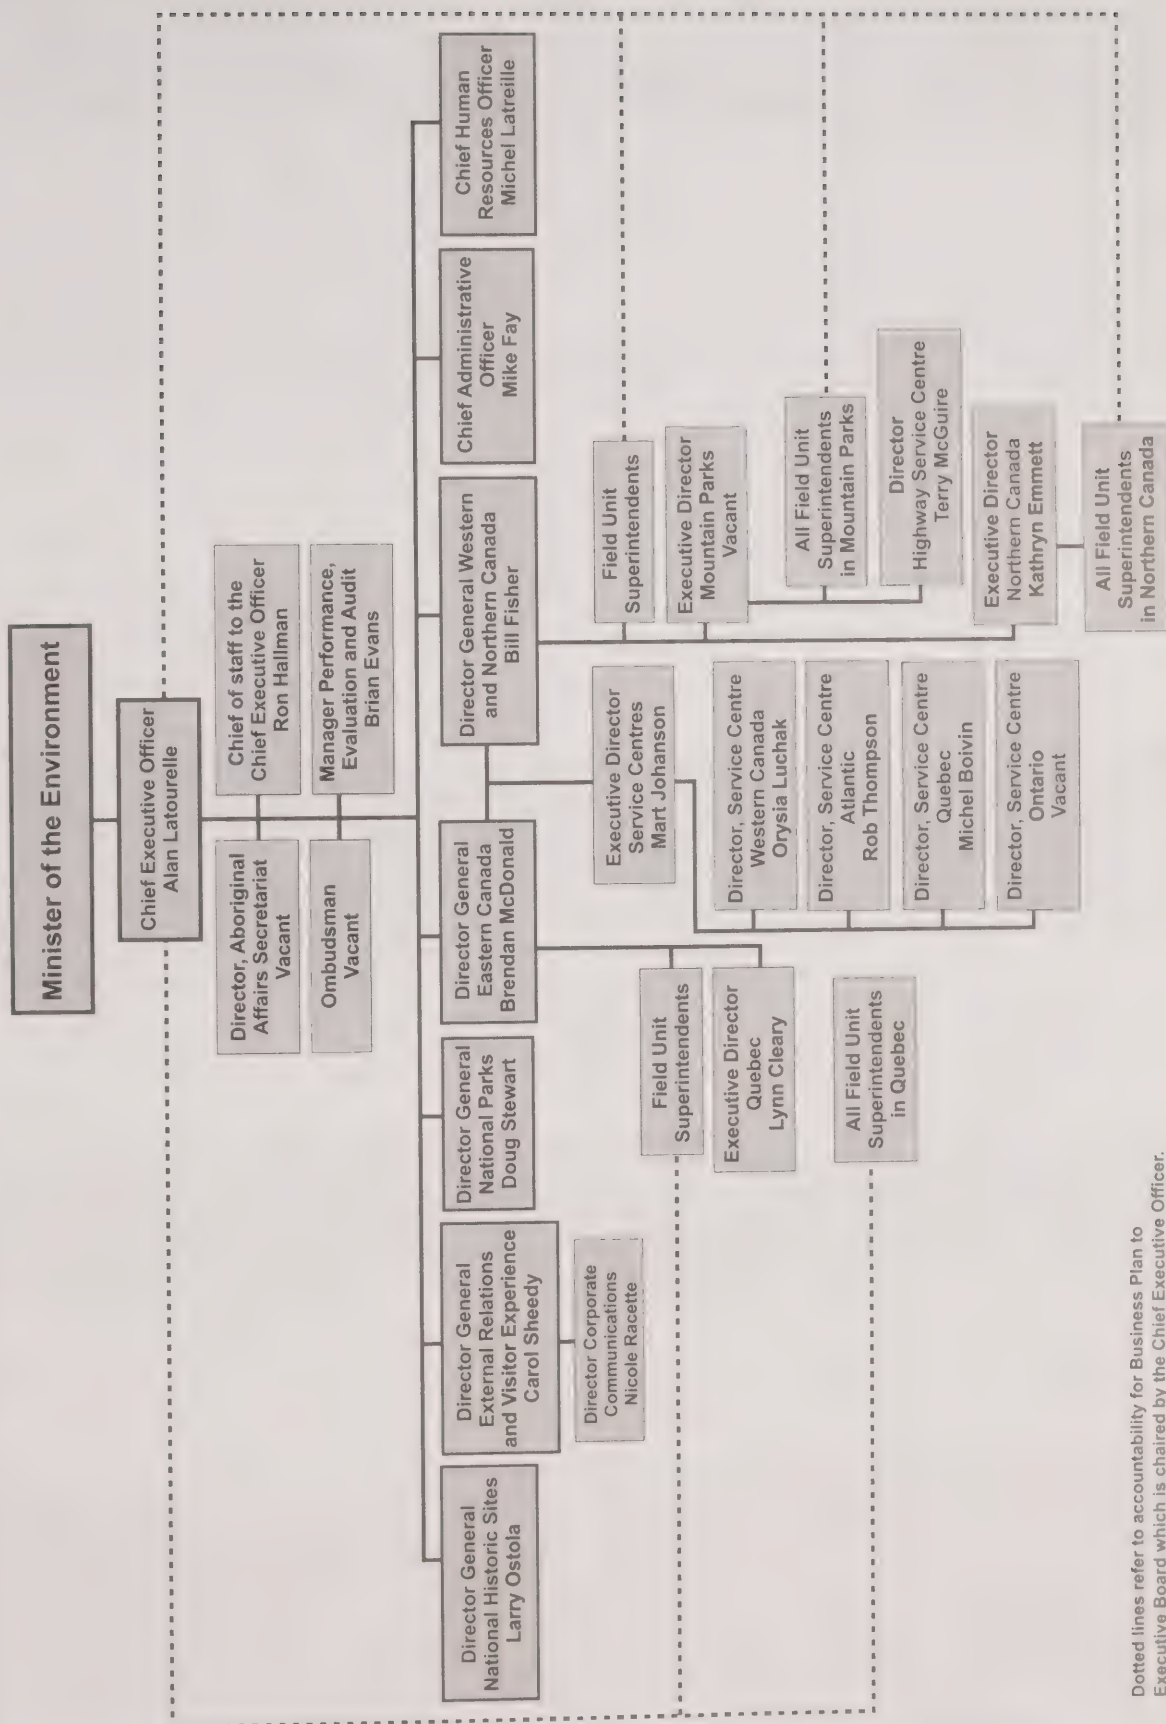 Minister of the Environment
Chief Executive Officer
Alan Latourelle
Director, Aboriginal
Affairs Secretariat
Vacant
Chief of staff to the
Chief Executive Officer
Ron Hallman
Ombudsman
Vacant
Manager Performance,
Evaluation and Audit
Brian Evans
Director General
National Historic Sites
Larry Ostola
Director General
External Relations
and Visitor Experience
Carol Sheedy
Director General
National Parks
Doug Stewart
Director General
Eastern Canada
Brendan McDonald
Director General Western
and Northern Canada
Bill Fisher
Chief Administrative
Officer
Mike Fay
Chief Human
Resources Officer
Michel Latreille
Director Corporate
Communications
Nicole Racette
Field Unit
Superintendents
Executive Director
Quebec
Lynn Cleary
All Field Unit
Superintendents
in Quebec
Executive Director
Service Centres
Mart Johanson
Director, Service Centre
Western Canada
Orysia Luchak
Director, Service Centre
Atlantic
Rob Thompson
Director, Service Centre
Quebec
Michel Boivin
Director, Service Centre
Ontario
Vacant
Field Unit
Superintendents
Executive Director
Mountain Parks
Vacant
All Field Unit
Superintendents
in Mountain Parks
Director
Highway Service Centre
Terry McGuire
Executive Director
Northern Canada
Kathryn Emmett
All Field Unit
Superintendents
in Northern Canada
Dotted lines refer to accountability for Business Plan to
Executive Board which is chaired by the Chief Executive Officer.